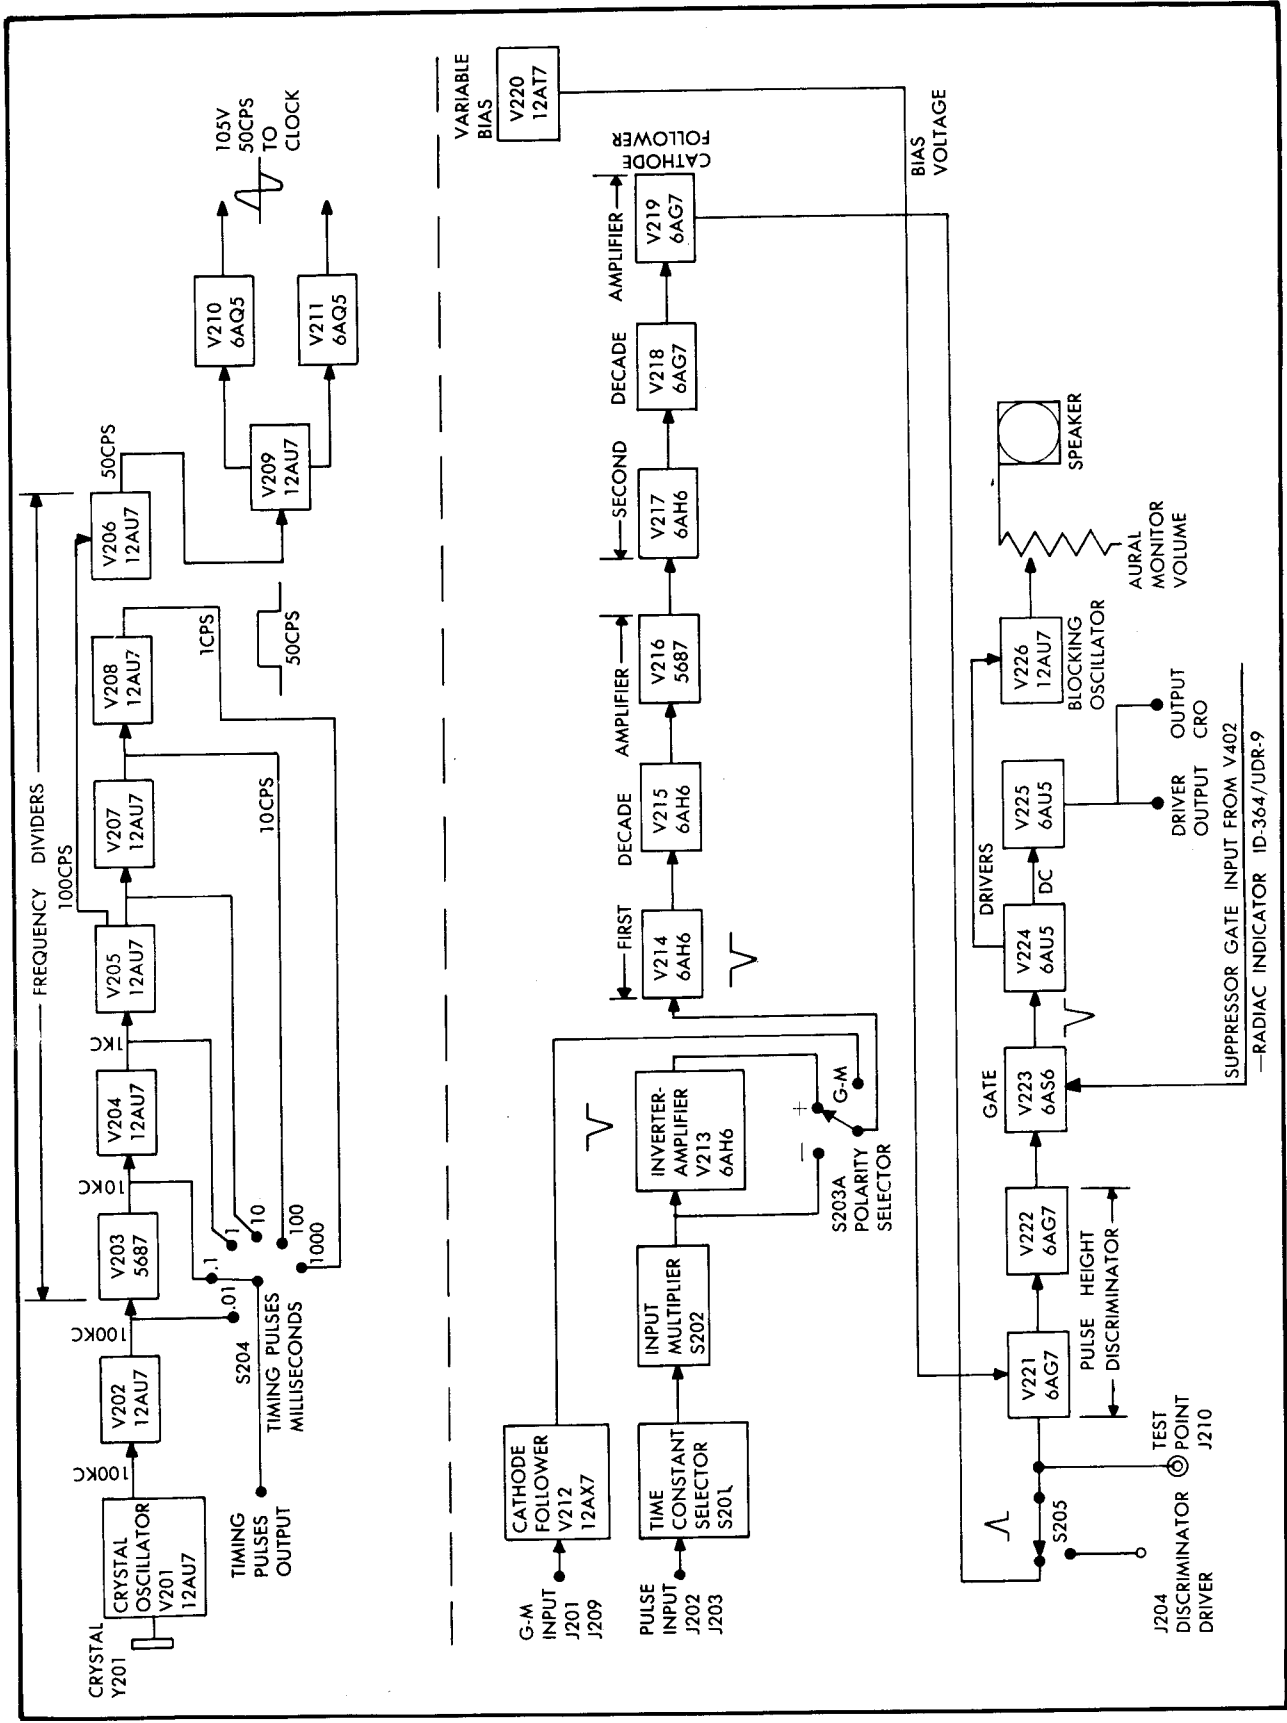 FREQUENCY DIVIDERS
CRYSTAL
Y201
CRYSTAL
OSCILLATOR
V201
12AU7
100KC
V202
12AU7
100KC
V203
5687
10KC
V204
12AU7
1KC
V205
12AU7
100CPS
V207
12AU7
V208
12AU7
V206
12AU7
50CPS
V209
12AU7
V210
6AQ5
V211
6AQ5
105V
50CPS
TO
CLOCK
1CPS
10CPS
50CPS
S204
.01
.1
1
10
100
1000
TIMING PULSES
MILLISECONDS
TIMING
PULSES
OUTPUT
G-M
INPUT
J201
J209
CATHODE
FOLLOWER
V212
12AX7
PULSE
INPUT
J202
J203
TIME
CONSTANT
SELECTOR
S201
INPUT
MULTIPLIER
S202
INVERTER-
AMPLIFIER
V213
6AH6
+
−
G-M
S203A
POLARITY
SELECTOR
FIRST DECADE AMPLIFIER
V214
6AH6
V215
6AH6
V216
5687
SECOND DECADE AMPLIFIER
V217
6AH6
V218
6AG7
V219
6AG7
CATHODE
FOLLOWER
VARIABLE
BIAS
V220
12AT7
BIAS
VOLTAGE
J204
DISCRIMINATOR
DRIVER
S205
TEST
POINT
J210
V221
6AG7
V222
6AG7
PULSE HEIGHT
DISCRIMINATOR
GATE
V223
6AS6
DRIVERS
V224
6AU5
DC
V225
6AU5
V226
12AU7
BLOCKING
OSCILLATOR
DRIVER
OUTPUT
OUTPUT
CRO
AURAL
MONITOR
VOLUME
SPEAKER
SUPPRESSOR GATE INPUT FROM V402
—RADIAC INDICATOR ID-364/UDR-9